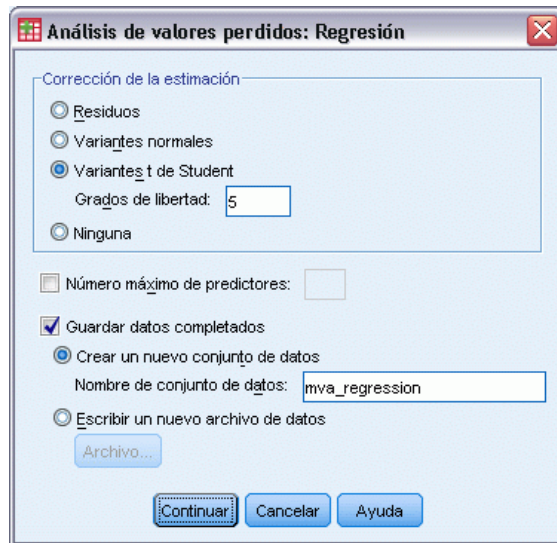 Análisis de valores perdidos: Regresión
Corrección de la estimación
Residuos
Variantes normales
Variantes t de Student
Grados de libertad: 5
Ninguna
Número máximo de predictores:
Guardar datos completados
Crear un nuevo conjunto de datos
Nombre de conjunto de datos: mva_regression
Escribir un nuevo archivo de datos
Archivo...
Continuar Cancelar Ayuda